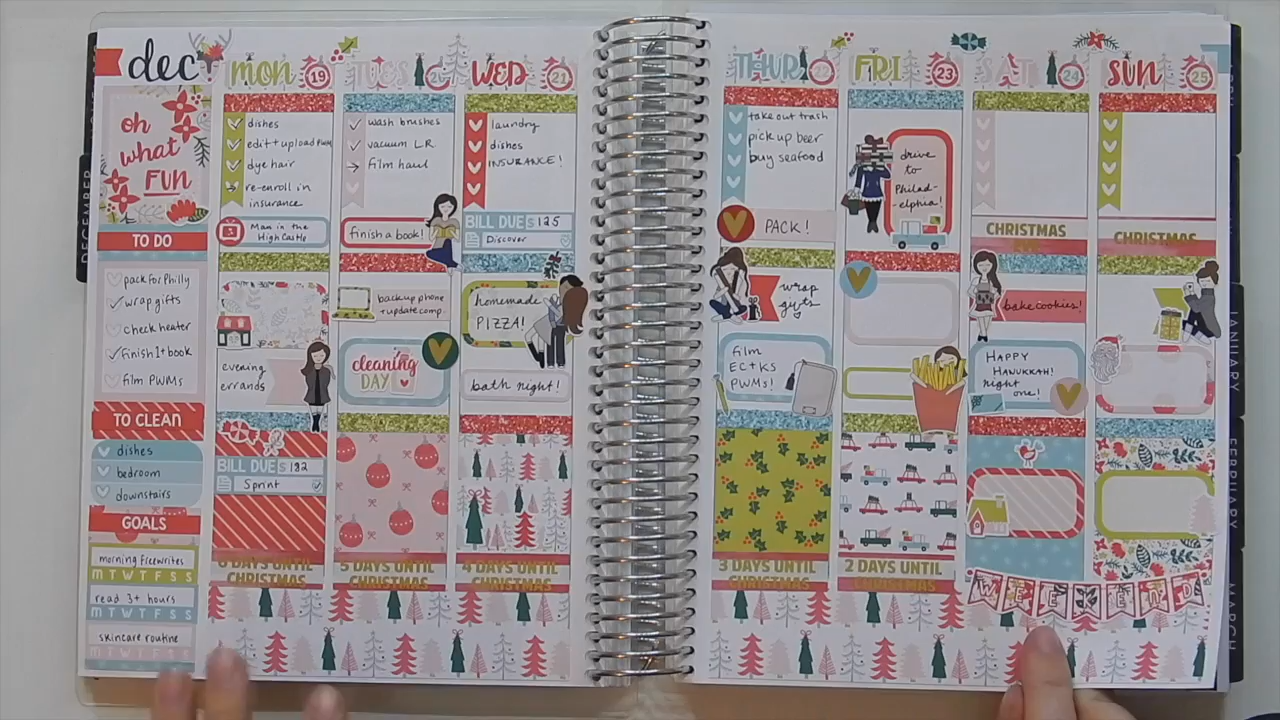 dec
oh
what
FUN
TO DO
pack for Philly
wrap gifts
check heater
finish 1+ book
film PWMs
TO CLEAN
dishes
bedroom
downstairs
GOALS
morning freewrites
M T W T F S S
read 3+ hours
M T W T F S S
skincare routine
M T W T F S S
MON 19
dishes
edit + upload PWM
dye hair
re-enroll in
insurance
Man in the
High Castle
evening
errands
BILL DUE $ 182
Sprint
6 DAYS UNTIL
CHRISTMAS
TUES 2
wash brushes
vacuum LR
film haul
finish a book!
backup phone
+ update comp.
cleaning
DAY
5 DAYS UNTIL
CHRISTMAS
WED 21
laundry
dishes
INSURANCE!
BILL DUE $ 125
Discover
homemade
PIZZA!
bath night!
4 DAYS UNTIL
CHRISTMAS
THUR 22
take out trash
pick up beer
buy seafood
PACK!
wrap
gifts
film
EC+KS
PWMs!
3 DAYS UNTIL
CHRISTMAS
FRI 23
drive
to
Philad-
elphia!
2 DAYS UNTIL
CHRISTMAS
SAT 24
CHRISTMAS
EVE
bake cookies!
HAPPY
HANUKKAH!
night
one!
SUN 25
CHRISTMAS
WEEKEND
DECEMBER
JANUARY
FEBRUARY
MARCH